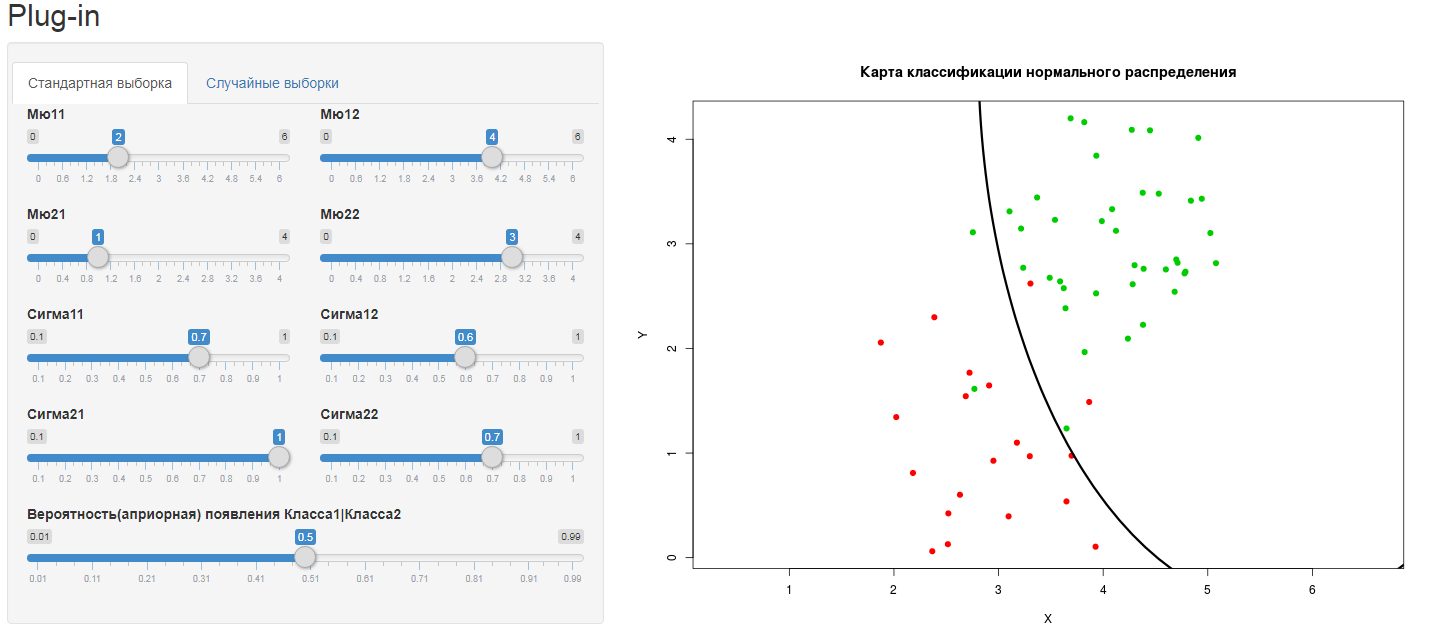 Plug-in
Стандартная выборка Случайные выборки
Мю11 Мю12
0 2 6 0 4 6
0 0.6 1.2 1.8 2.4 3 3.6 4.2 4.8 5.4 6 0 0.6 1.2 1.8 2.4 3 3.6 4.2 4.8 5.4 6
Мю21 Мю22
0 1 4 0 3 4
0 0.4 0.8 1.2 1.6 2 2.4 2.8 3.2 3.6 4 0 0.4 0.8 1.2 1.6 2 2.4 2.8 3.2 3.6 4
Сигма11 Сигма12
0.1 0.7 1 0.1 0.6 1
0.1 0.2 0.3 0.4 0.5 0.6 0.7 0.8 0.9 1 0.1 0.2 0.3 0.4 0.5 0.6 0.7 0.8 0.9 1
Сигма21 Сигма22
0.1 1 0.1 0.7 1
0.1 0.2 0.3 0.4 0.5 0.6 0.7 0.8 0.9 1 0.1 0.2 0.3 0.4 0.5 0.6 0.7 0.8 0.9 1
Вероятность(априорная) появления Класса1|Класса2
0.01 0.5 0.99
0.01 0.11 0.21 0.31 0.41 0.51 0.61 0.71 0.81 0.91 0.99
Карта классификации нормального распределения
4
3
Y
2
1
0
1 2 3 4 5 6
X